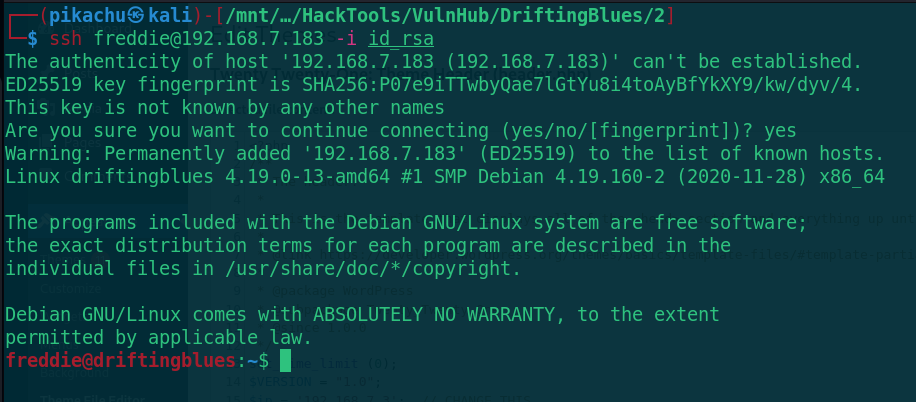 (pikachu㉿kali)-[/mnt/…/HackTools/VulnHub/DriftingBlues/2]
$ ssh freddie@192.168.7.183 -i id_rsa
The authenticity of host '192.168.7.183 (192.168.7.183)' can't be established.
ED25519 key fingerprint is SHA256:P07e9iTTwbyQae7lGtYu8i4toAyBfYkXY9/kw/dyv/4.
This key is not known by any other names
Are you sure you want to continue connecting (yes/no/[fingerprint])? yes
Warning: Permanently added '192.168.7.183' (ED25519) to the list of known hosts.
Linux driftingblues 4.19.0-13-amd64 #1 SMP Debian 4.19.160-2 (2020-11-28) x86_64
The programs included with the Debian GNU/Linux system are free software;
the exact distribution terms for each program are described in the
individual files in /usr/share/doc/*/copyright.
Debian GNU/Linux comes with ABSOLUTELY NO WARRANTY, to the extent
permitted by applicable law.
freddie@driftingblues:~$